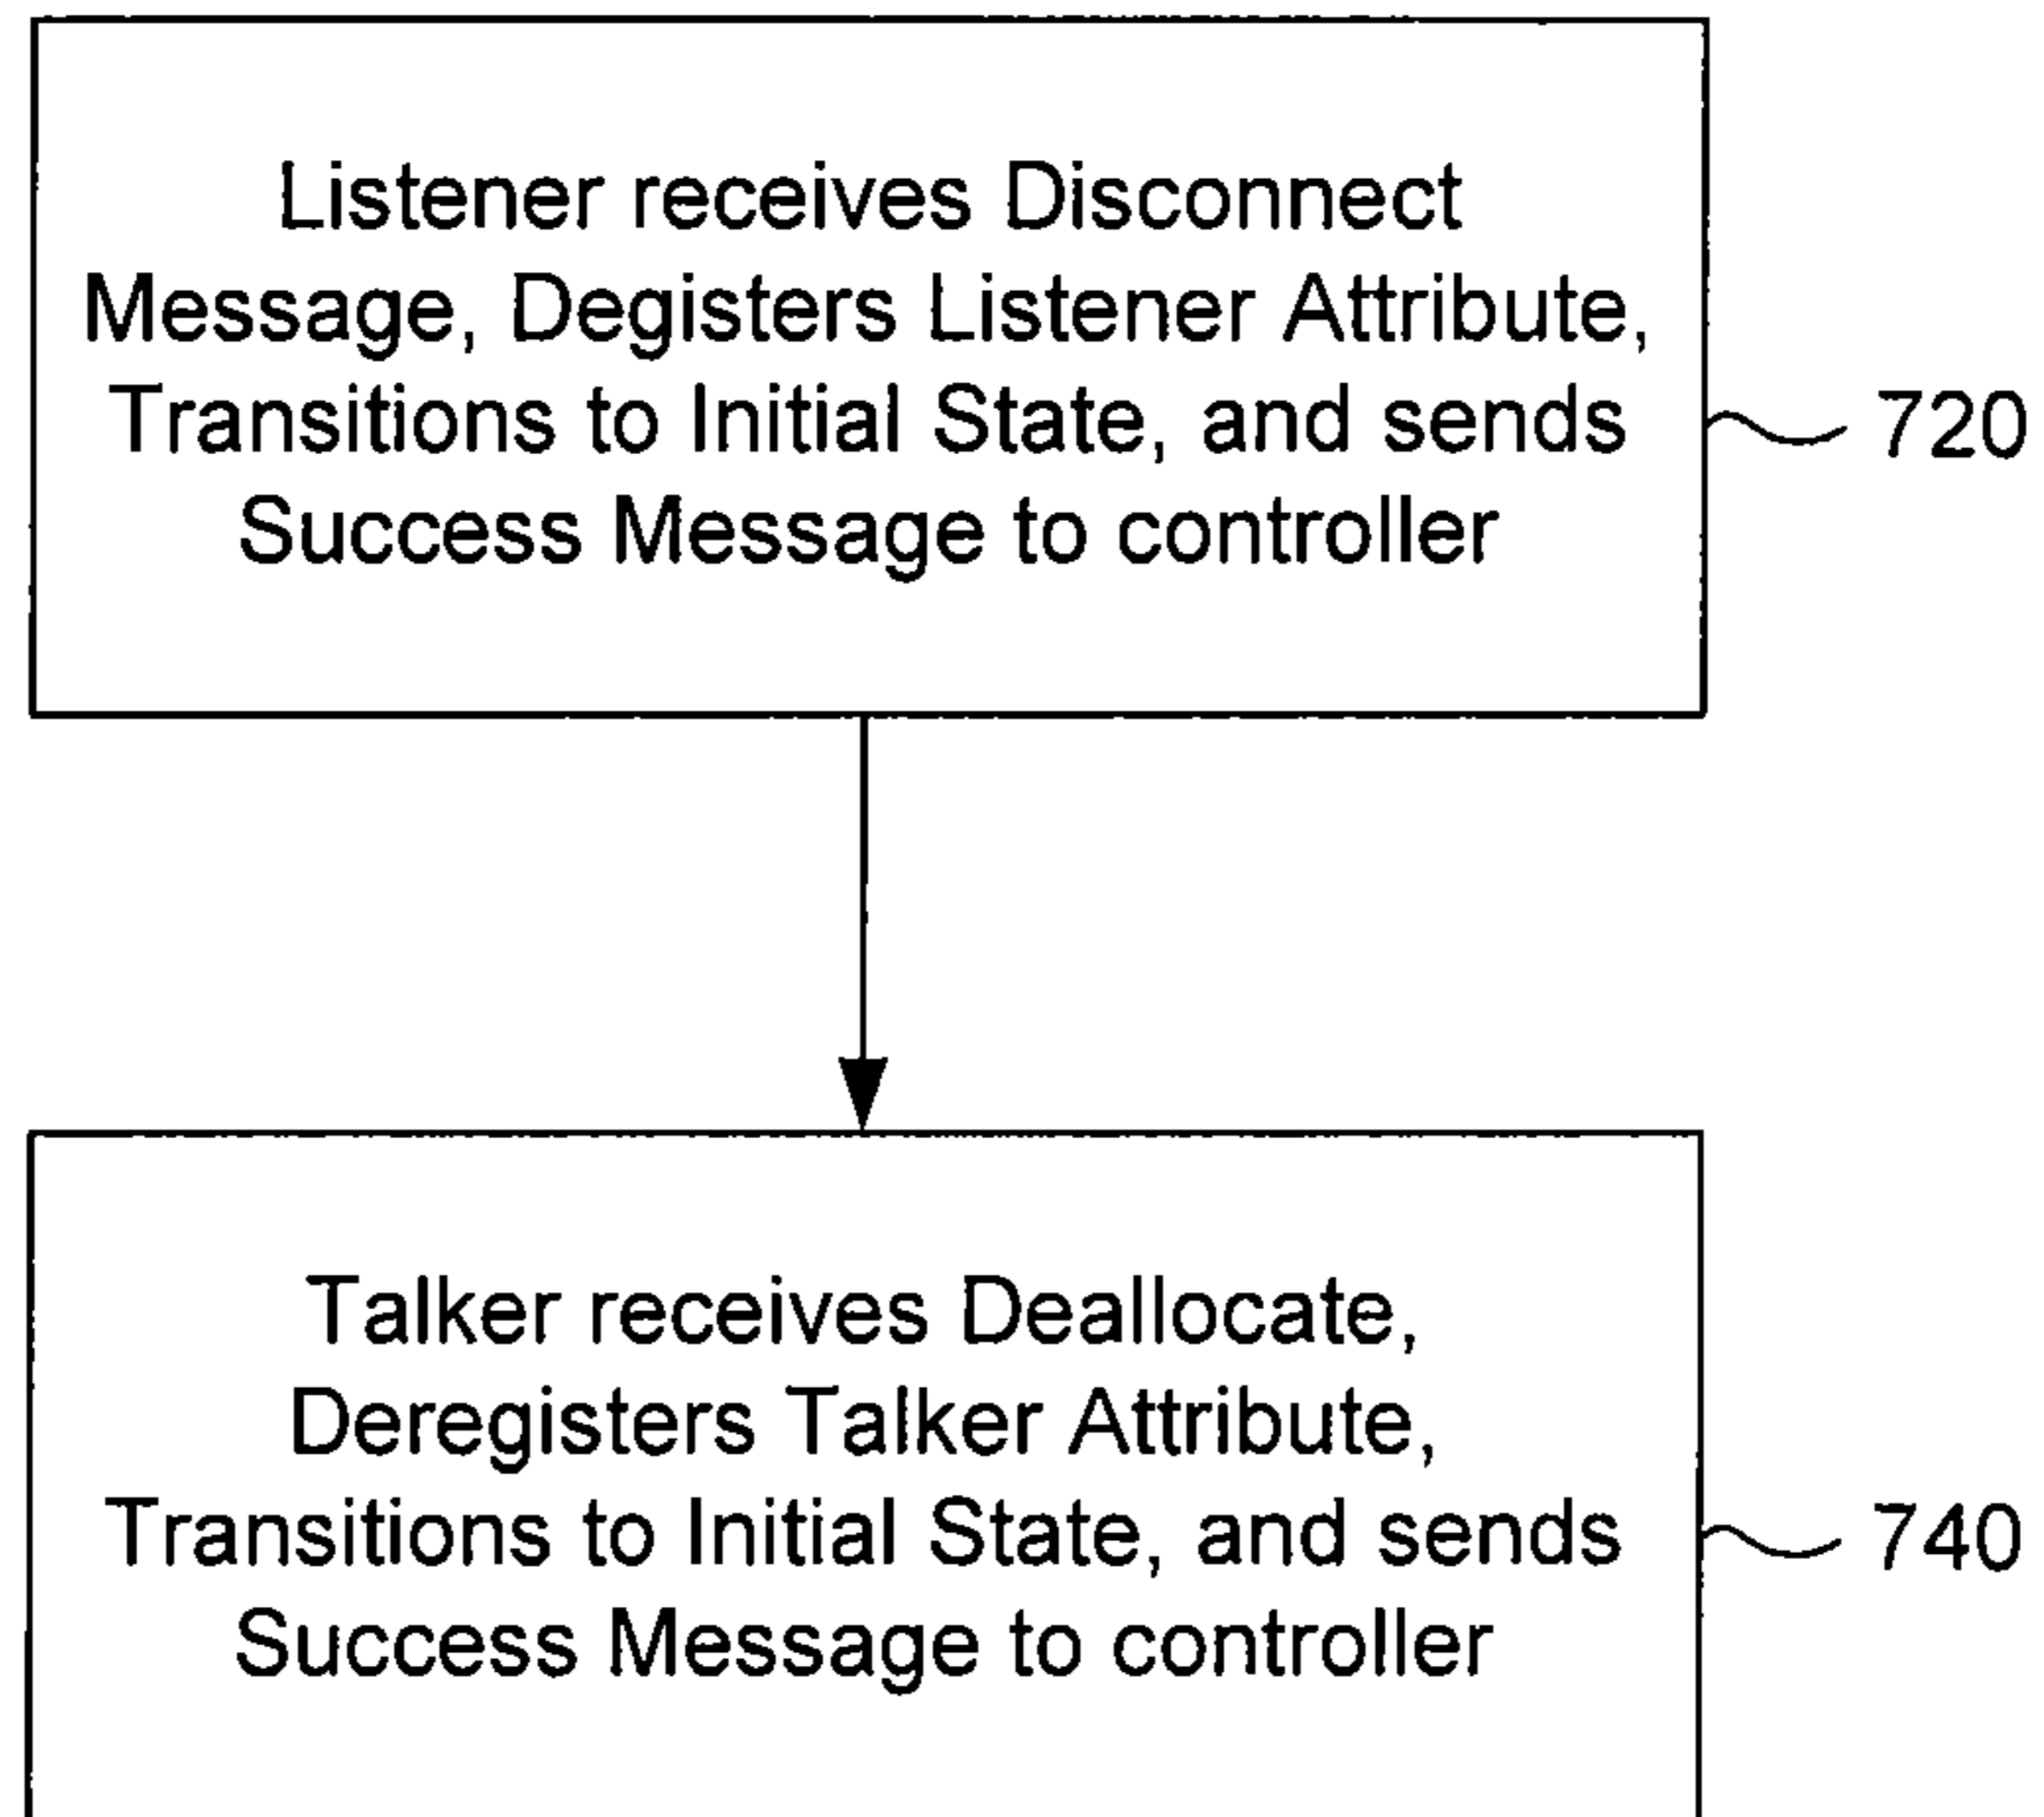 Listener receives Disconnect
Message, Degisters Listener Attribute,
Transitions to Initial State, and sends
Success Message to controller
720
Talker receives Deallocate,
Deregisters Talker Attribute,
Transitions to Initial State, and sends
Success Message to controller
740